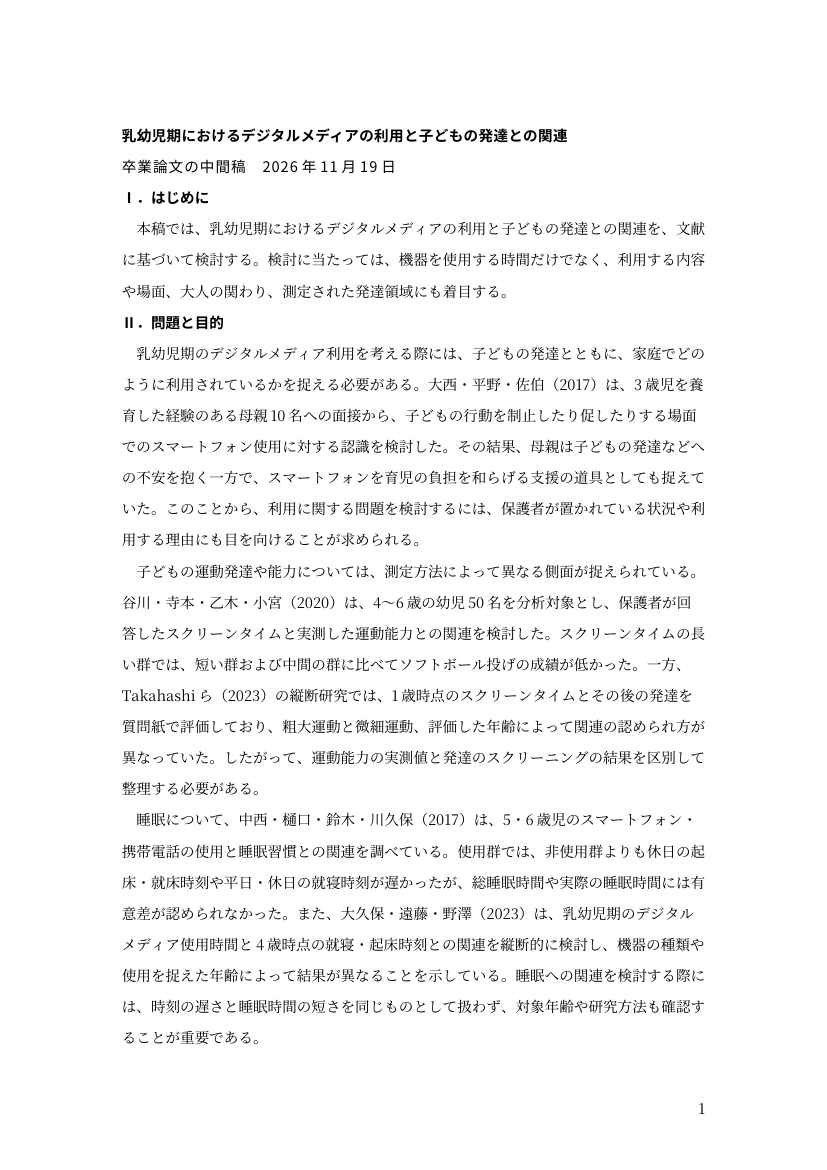 乳幼児期におけるデジタルメディアの利用と子どもの発達との関連
卒業論文の中間稿　2026 年 11 月 19 日
Ⅰ．はじめに
　本稿では、乳幼児期におけるデジタルメディアの利用と子どもの発達との関連を、文献
に基づいて検討する。検討に当たっては、機器を使用する時間だけでなく、利用する内容
や場面、大人の関わり、測定された発達領域にも着目する。
Ⅱ．問題と目的
　乳幼児期のデジタルメディア利用を考える際には、子どもの発達とともに、家庭でどの
ように利用されているかを捉える必要がある。大西・平野・佐伯（2017）は、3 歳児を養
育した経験のある母親 10 名への面接から、子どもの行動を制止したり促したりする場面
でのスマートフォン使用に対する認識を検討した。その結果、母親は子どもの発達などへ
の不安を抱く一方で、スマートフォンを育児の負担を和らげる支援の道具としても捉えて
いた。このことから、利用に関する問題を検討するには、保護者が置かれている状況や利
用する理由にも目を向けることが求められる。
　子どもの運動発達や能力については、測定方法によって異なる側面が捉えられている。
谷川・寺本・乙木・小宮（2020）は、4～6 歳の幼児 50 名を分析対象とし、保護者が回
答したスクリーンタイムと実測した運動能力との関連を検討した。スクリーンタイムの長
い群では、短い群および中間の群に比べてソフトボール投げの成績が低かった。一方、
Takahashi ら（2023）の縦断研究では、1 歳時点のスクリーンタイムとその後の発達を
質問紙で評価しており、粗大運動と微細運動、評価した年齢によって関連の認められ方が
異なっていた。したがって、運動能力の実測値と発達のスクリーニングの結果を区別して
整理する必要がある。
　睡眠について、中西・樋口・鈴木・川久保（2017）は、5・6 歳児のスマートフォン・
携帯電話の使用と睡眠習慣との関連を調べている。使用群では、非使用群よりも休日の起
床・就床時刻や平日・休日の就寝時刻が遅かったが、総睡眠時間や実際の睡眠時間には有
意差が認められなかった。また、大久保・遠藤・野澤（2023）は、乳幼児期のデジタル
メディア使用時間と 4 歳時点の就寝・起床時刻との関連を縦断的に検討し、機器の種類や
使用を捉えた年齢によって結果が異なることを示している。睡眠への関連を検討する際に
は、時刻の遅さと睡眠時間の短さを同じものとして扱わず、対象年齢や研究方法も確認す
ることが重要である。
1